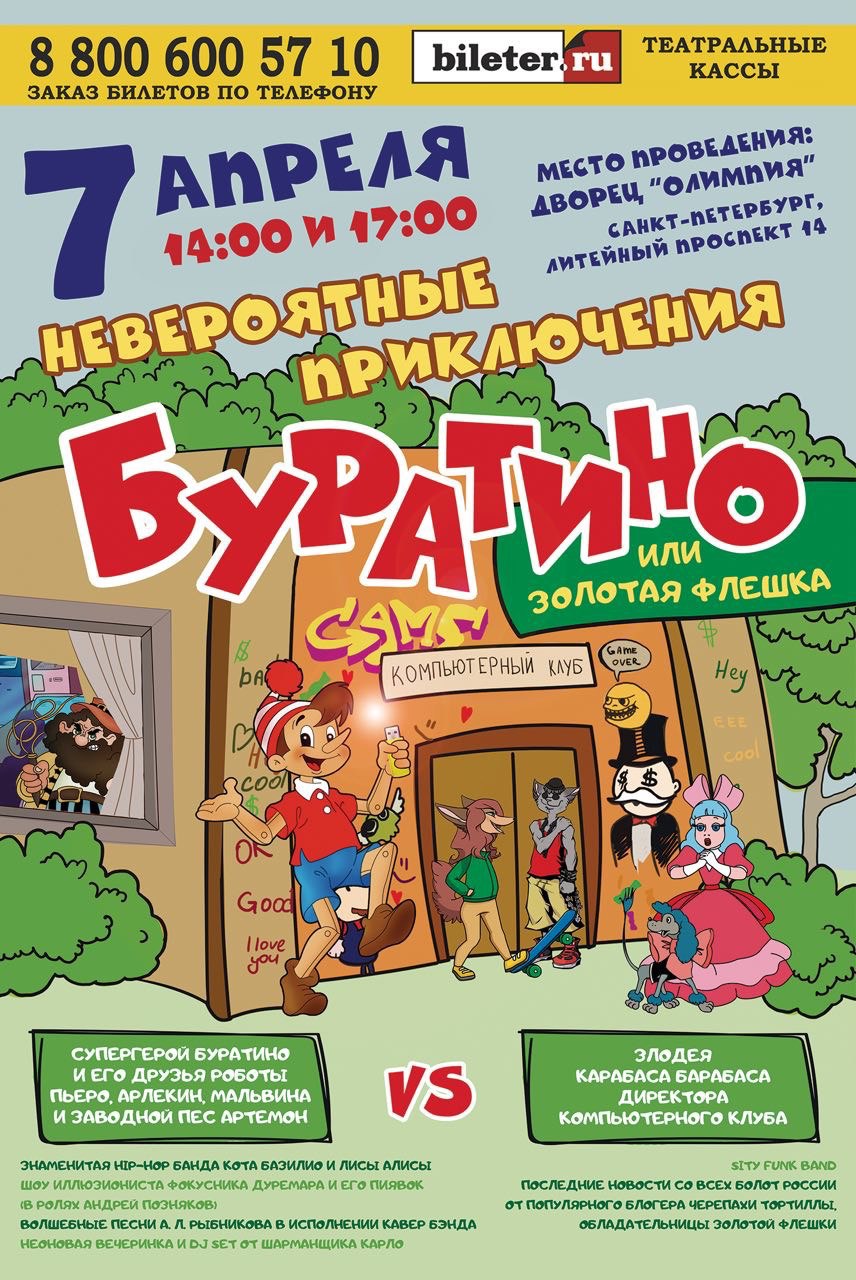 8 800 600 57 10
ЗАКАЗ БИЛЕТОВ ПО ТЕЛЕФОНУ
bileter.ru
ТЕАТРАЛЬНЫЕ
КАССЫ
7 АПРЕЛЯ
14:00 И 17:00
МЕСТО ПРОВЕДЕНИЯ:
ДВОРЕЦ "ОЛИМПИЯ"
САНКТ-ПЕТЕРБУРГ,
ЛИТЕЙНЫЙ ПРОСПЕКТ 14
НЕВЕРОЯТНЫЕ
ПРИКЛЮЧЕНИЯ
БУРАТИНО
ИЛИ
ЗОЛОТАЯ ФЛЕШКА
GAME
КОМПЬЮТЕРНЫЙ КЛУБ
GAME
OVER
$
$
Hey
EEE
cool
cool
$
OK
Good
I love
you
$ $
СУПЕРГЕРОЙ БУРАТИНО
И ЕГО ДРУЗЬЯ РОБОТЫ
ПЬЕРО, АРЛЕКИН, МАЛЬВИНА
И ЗАВОДНОЙ ПЕС АРТЕМОН
VS
ЗЛОДЕЯ
КАРАБАСА БАРАБАСА
ДИРЕКТОРА
КОМПЬЮТЕРНОГО КЛУБА
ЗНАМЕНИТАЯ HIP-HOP БАНДА КОТА БАЗИЛИО И ЛИСЫ АЛИСЫ
ШОУ ИЛЛЮЗИОНИСТА ФОКУСНИКА ДУРЕМАРА И ЕГО ПИЯВОК
(В РОЛЯХ АНДРЕЙ ПОЗНЯКОВ)
ВОЛШЕБНЫЕ ПЕСНИ А. Л. РЫБНИКОВА В ИСПОЛНЕНИИ КАВЕР БЭНДА
НЕОНОВАЯ ВЕЧЕРИНКА И DJ SET ОТ ШАРМАНЩИКА КАРЛО
SITY FUNK BAND
ПОСЛЕДНИЕ НОВОСТИ СО ВСЕХ БОЛОТ РОССИИ
ОТ ПОПУЛЯРНОГО БЛОГЕРА ЧЕРЕПАХИ ТОРТИЛЛЫ,
ОБЛАДАТЕЛЬНИЦЫ ЗОЛОТОЙ ФЛЕШКИ